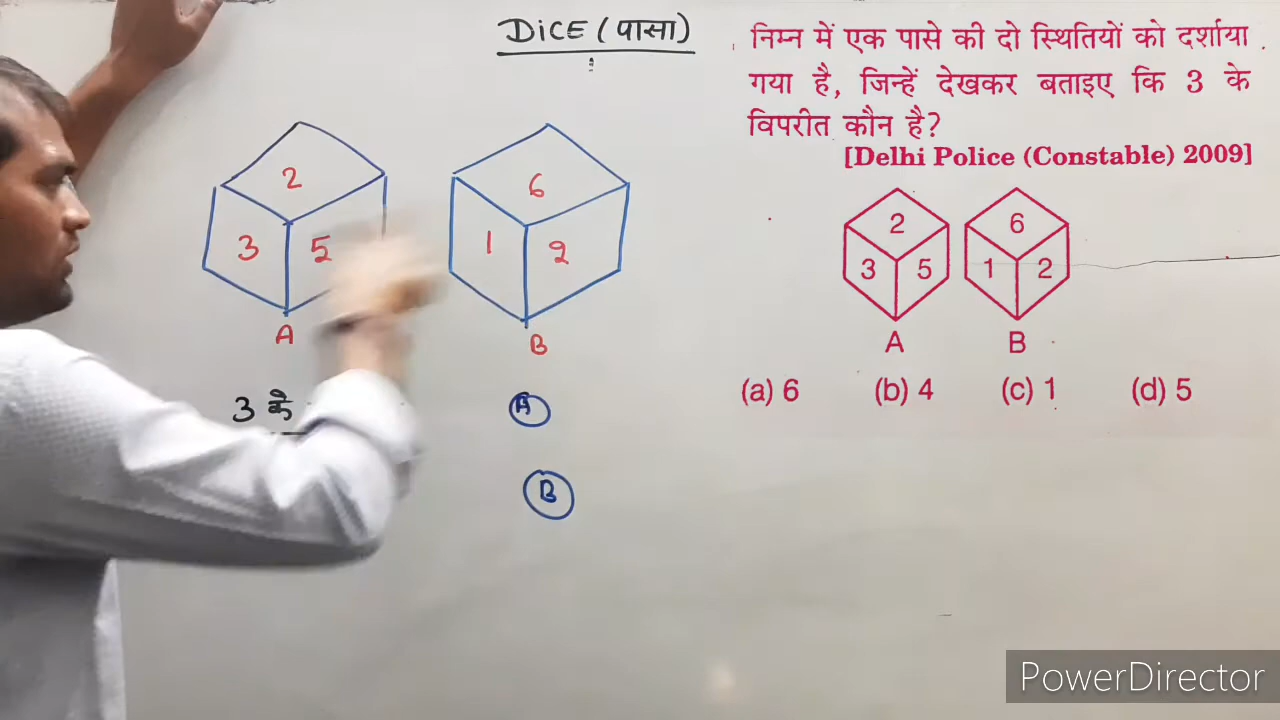 DiCE (पासा)
2
3 5
A
6
1 2
B
3 के
A
B
निम्न में एक पासे की दो स्थितियों को दर्शाया
गया है, जिन्हें देखकर बताइए कि 3 के
विपरीत कौन है?
[Delhi Police (Constable) 2009]
2
3 5
A
6
1 2
B
(a) 6 (b) 4 (c) 1 (d) 5
PowerDirector